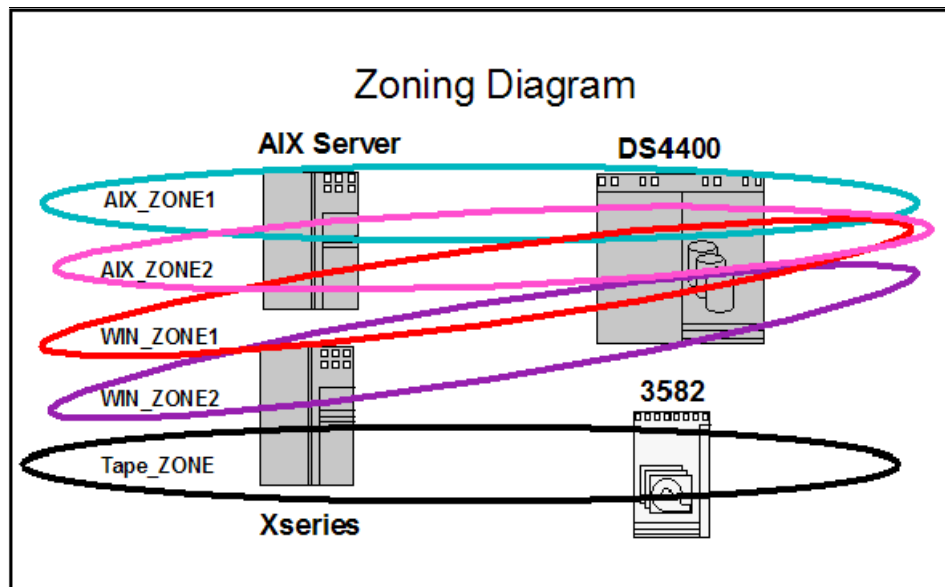 Zoning Diagram
AIX Server
DS4400
AIX_ZONE1
AIX_ZONE2
WIN_ZONE1
WIN_ZONE2
3582
Tape_ZONE
Xseries